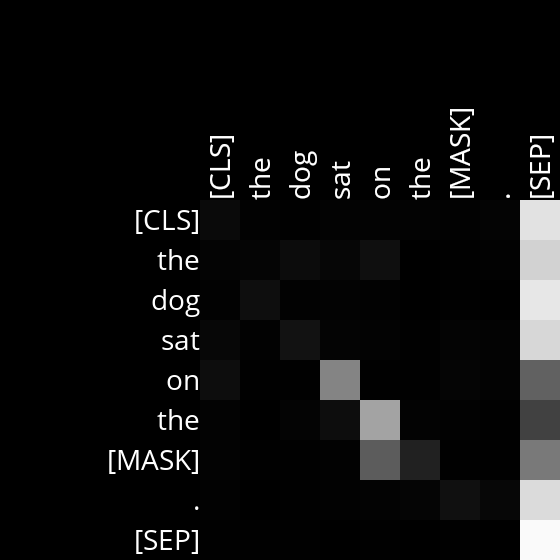 [CLS] the dog sat on the [MASK] . [SEP]
[CLS]
the
dog
sat
on
the
[MASK]
.
[SEP]